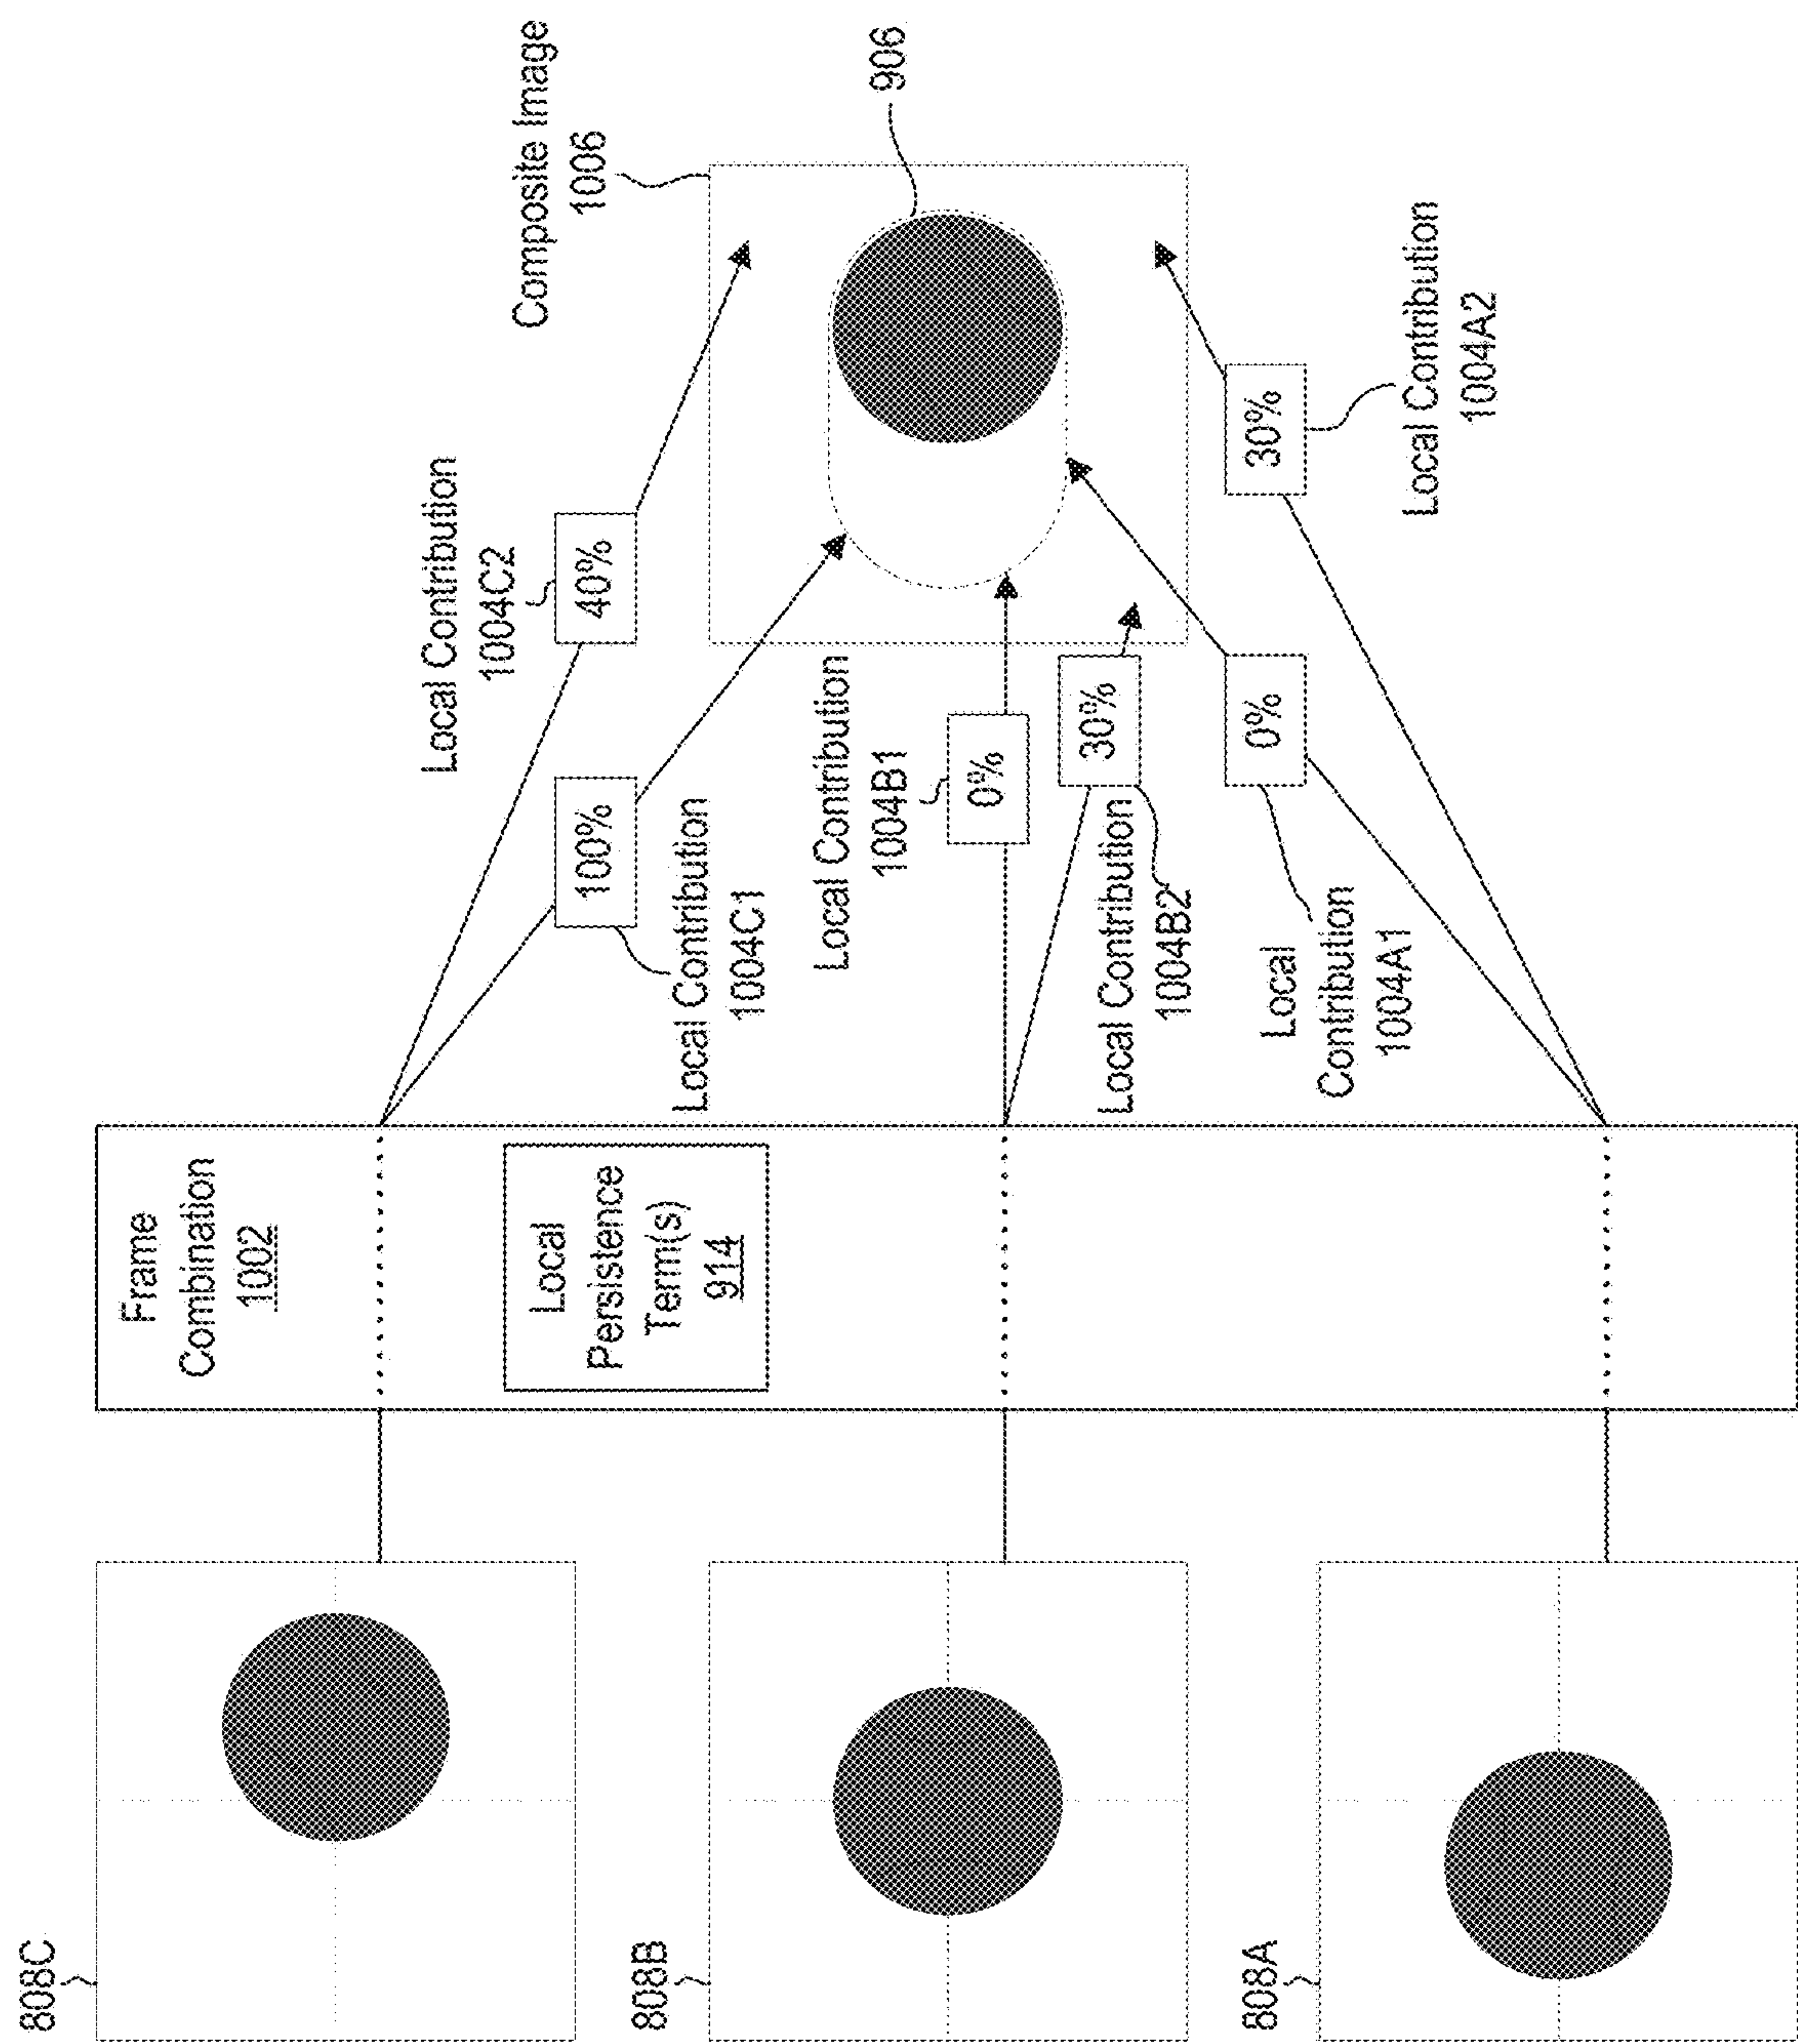 808C
808B
808A
Frame
Combination
1002
Local
Persistence
Term(s)
914
Local Contribution
1004C2
40%
100%
Local Contribution
1004C1
Local Contribution
1004B1
0%
30%
Local Contribution
1004B2
0%
Local
Contribution
1004A1
30%
Local Contribution
1004A2
Composite Image
1006
906